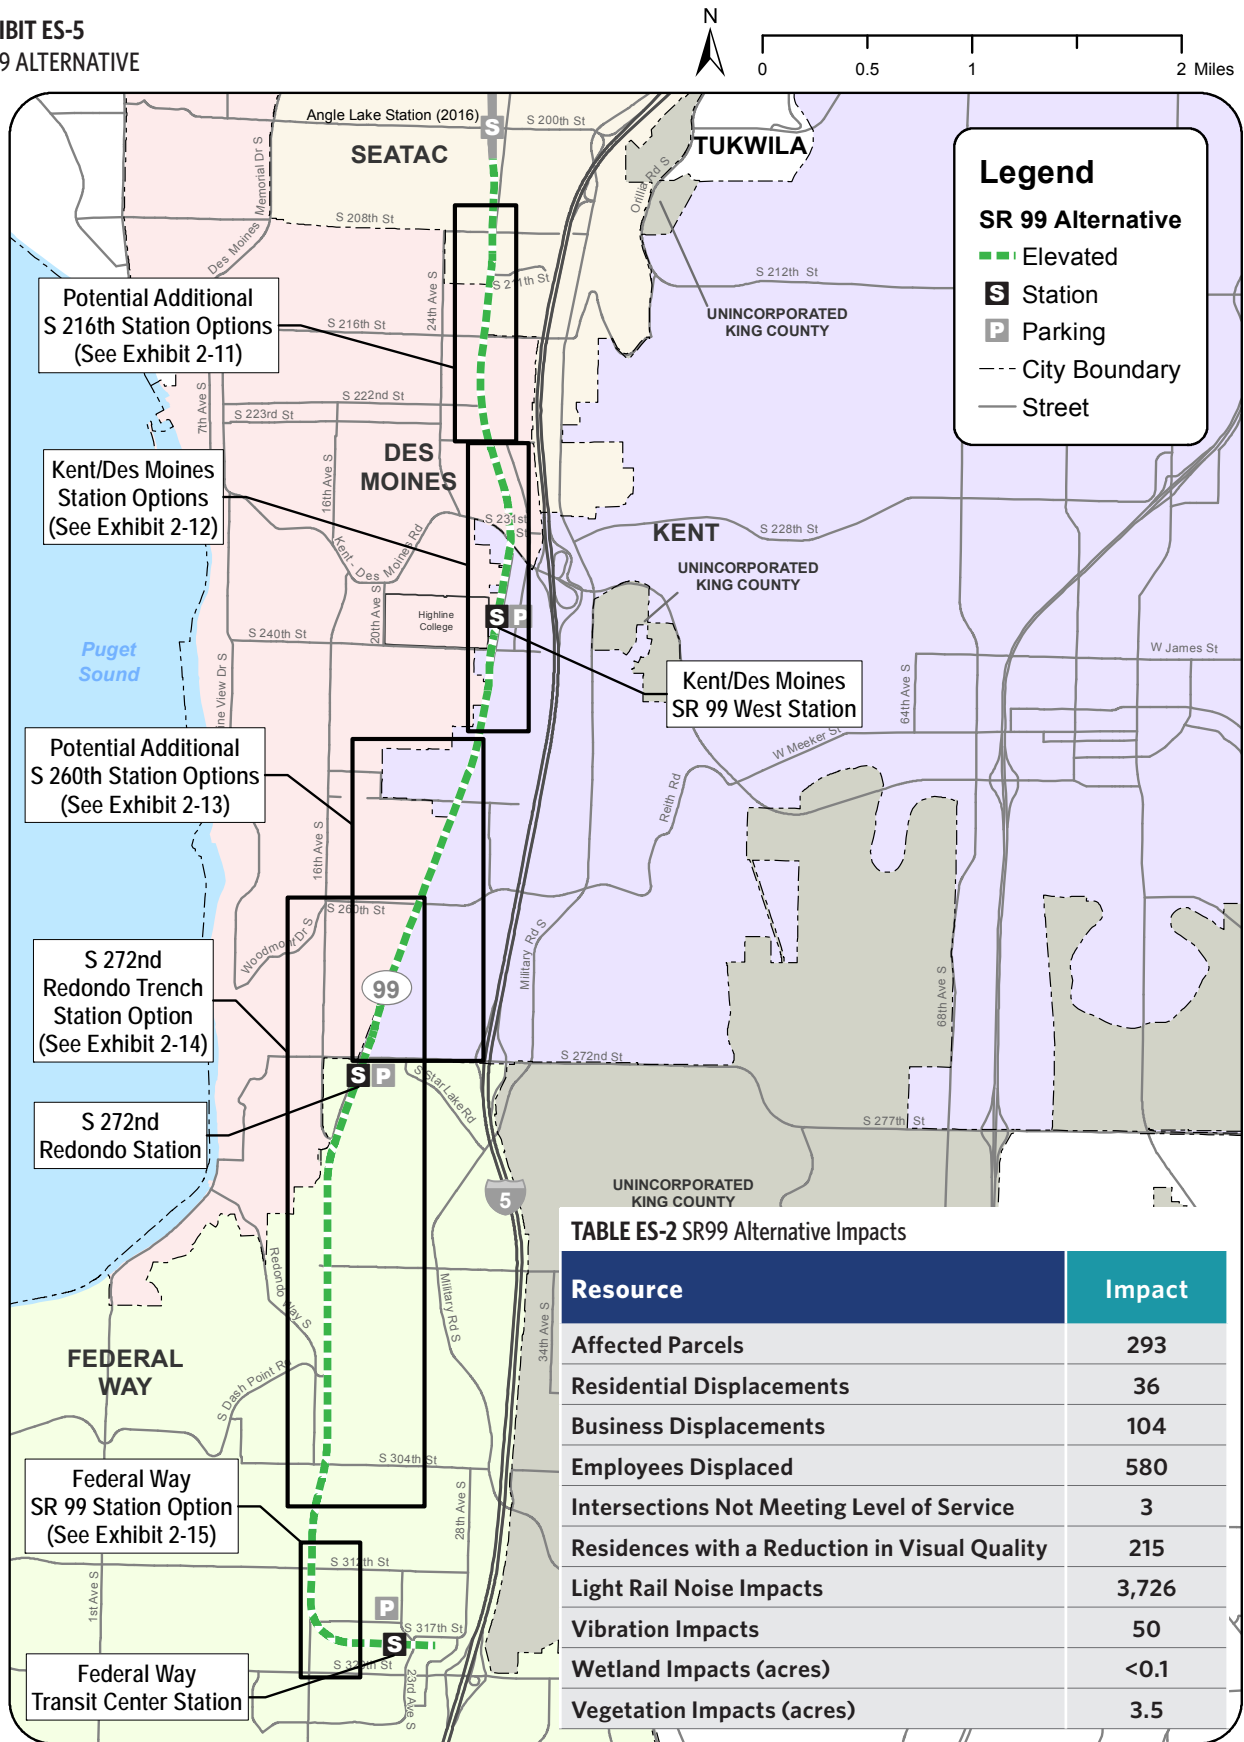 IBIT ES-5
9 ALTERNATIVE
N
0 0.5 1 2 Miles
Angle Lake Station (2016)
S
S 200th St
SEATAC
TUKWILA
Des Moines Memorial Dr S
Orillia Rd S
S 208th St
24th Ave S
S 211th St
S 212th St
UNINCORPORATED
KING COUNTY
Legend
SR 99 Alternative
Elevated
S Station
P Parking
City Boundary
Street
Potential Additional
S 216th Station Options
(See Exhibit 2-11)
S 216th St
7th Ave S
S 222nd St
S 223rd St
DES
MOINES
16th Ave S
Kent/Des Moines
Station Options
(See Exhibit 2-12)
S 231st
St
Kent - Des Moines Rd
S 228th St
KENT
UNINCORPORATED
KING COUNTY
20th Ave S
Highline
College
S P
S 240th St
Puget
Sound
ine View Dr S
W James St
64th Ave S
Kent/Des Moines
SR 99 West Station
W Meeker St
Potential Additional
S 260th Station Options
(See Exhibit 2-13)
Reith Rd
16th Ave S
S 260th St
Woodmont Dr S
Military Rd S
68th Ave S
S 272nd
Redondo Trench
Station Option
(See Exhibit 2-14)
99
S 272nd St
S P
S Star Lake Rd
S 272nd
Redondo Station
S 277th St
5
UNINCORPORATED
KING COUNTY
Redondo Way S
Military Rd S
34th Ave S
FEDERAL
WAY
S Dash Point Rd
S 304th St
28th Ave S
Federal Way
SR 99 Station Option
(See Exhibit 2-15)
S 312th St
1st Ave S
P
S 317th St
S
S 320th St
23rd Ave S
Federal Way
Transit Center Station
TABLE ES-2 SR99 Alternative Impacts
Resource Impact
Affected Parcels 293
Residential Displacements 36
Business Displacements 104
Employees Displaced 580
Intersections Not Meeting Level of Service 3
Residences with a Reduction in Visual Quality 215
Light Rail Noise Impacts 3,726
Vibration Impacts 50
Wetland Impacts (acres) <0.1
Vegetation Impacts (acres) 3.5